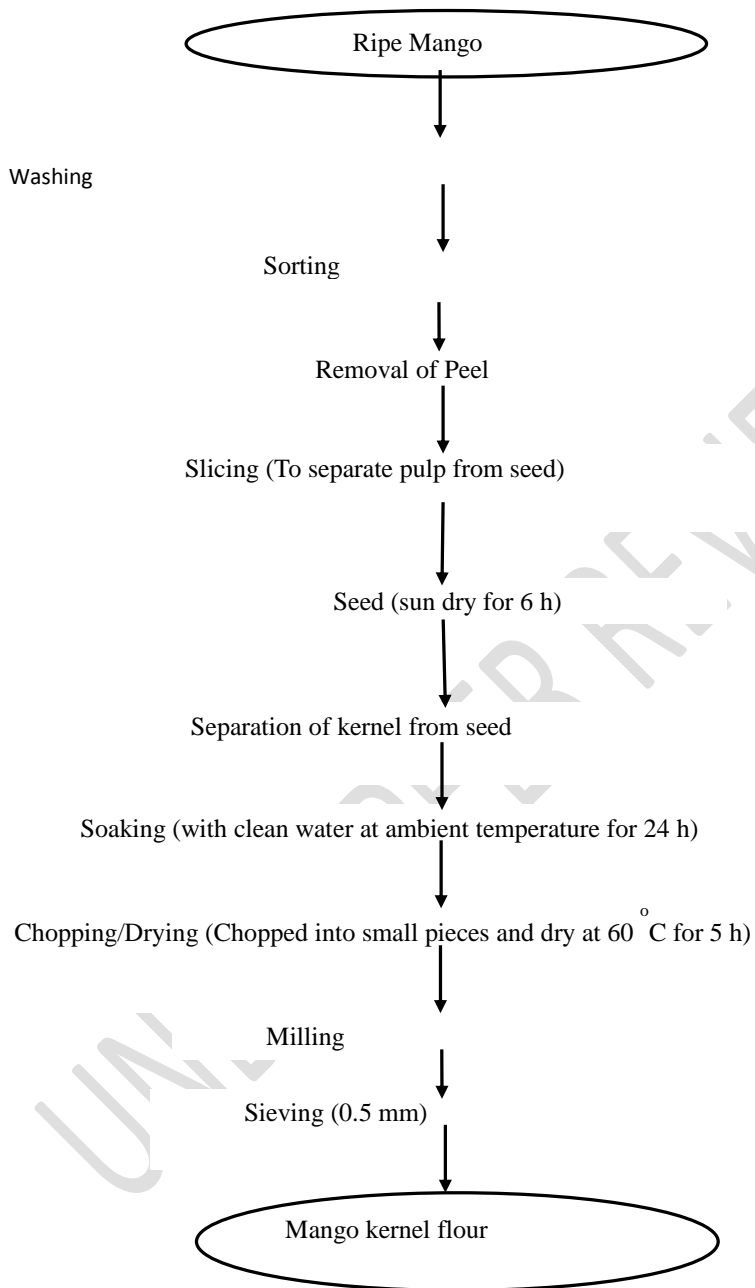 Ripe Mango
Washing
Sorting
Removal of Peel
Slicing (To separate pulp from seed)
Seed (sun dry for 6 h)
Separation of kernel from seed
Soaking (with clean water at ambient temperature for 24 h)
Chopping/Drying (Chopped into small pieces and dry at 60 °C for 5 h)
Milling
Sieving (0.5 mm)
Mango kernel flour